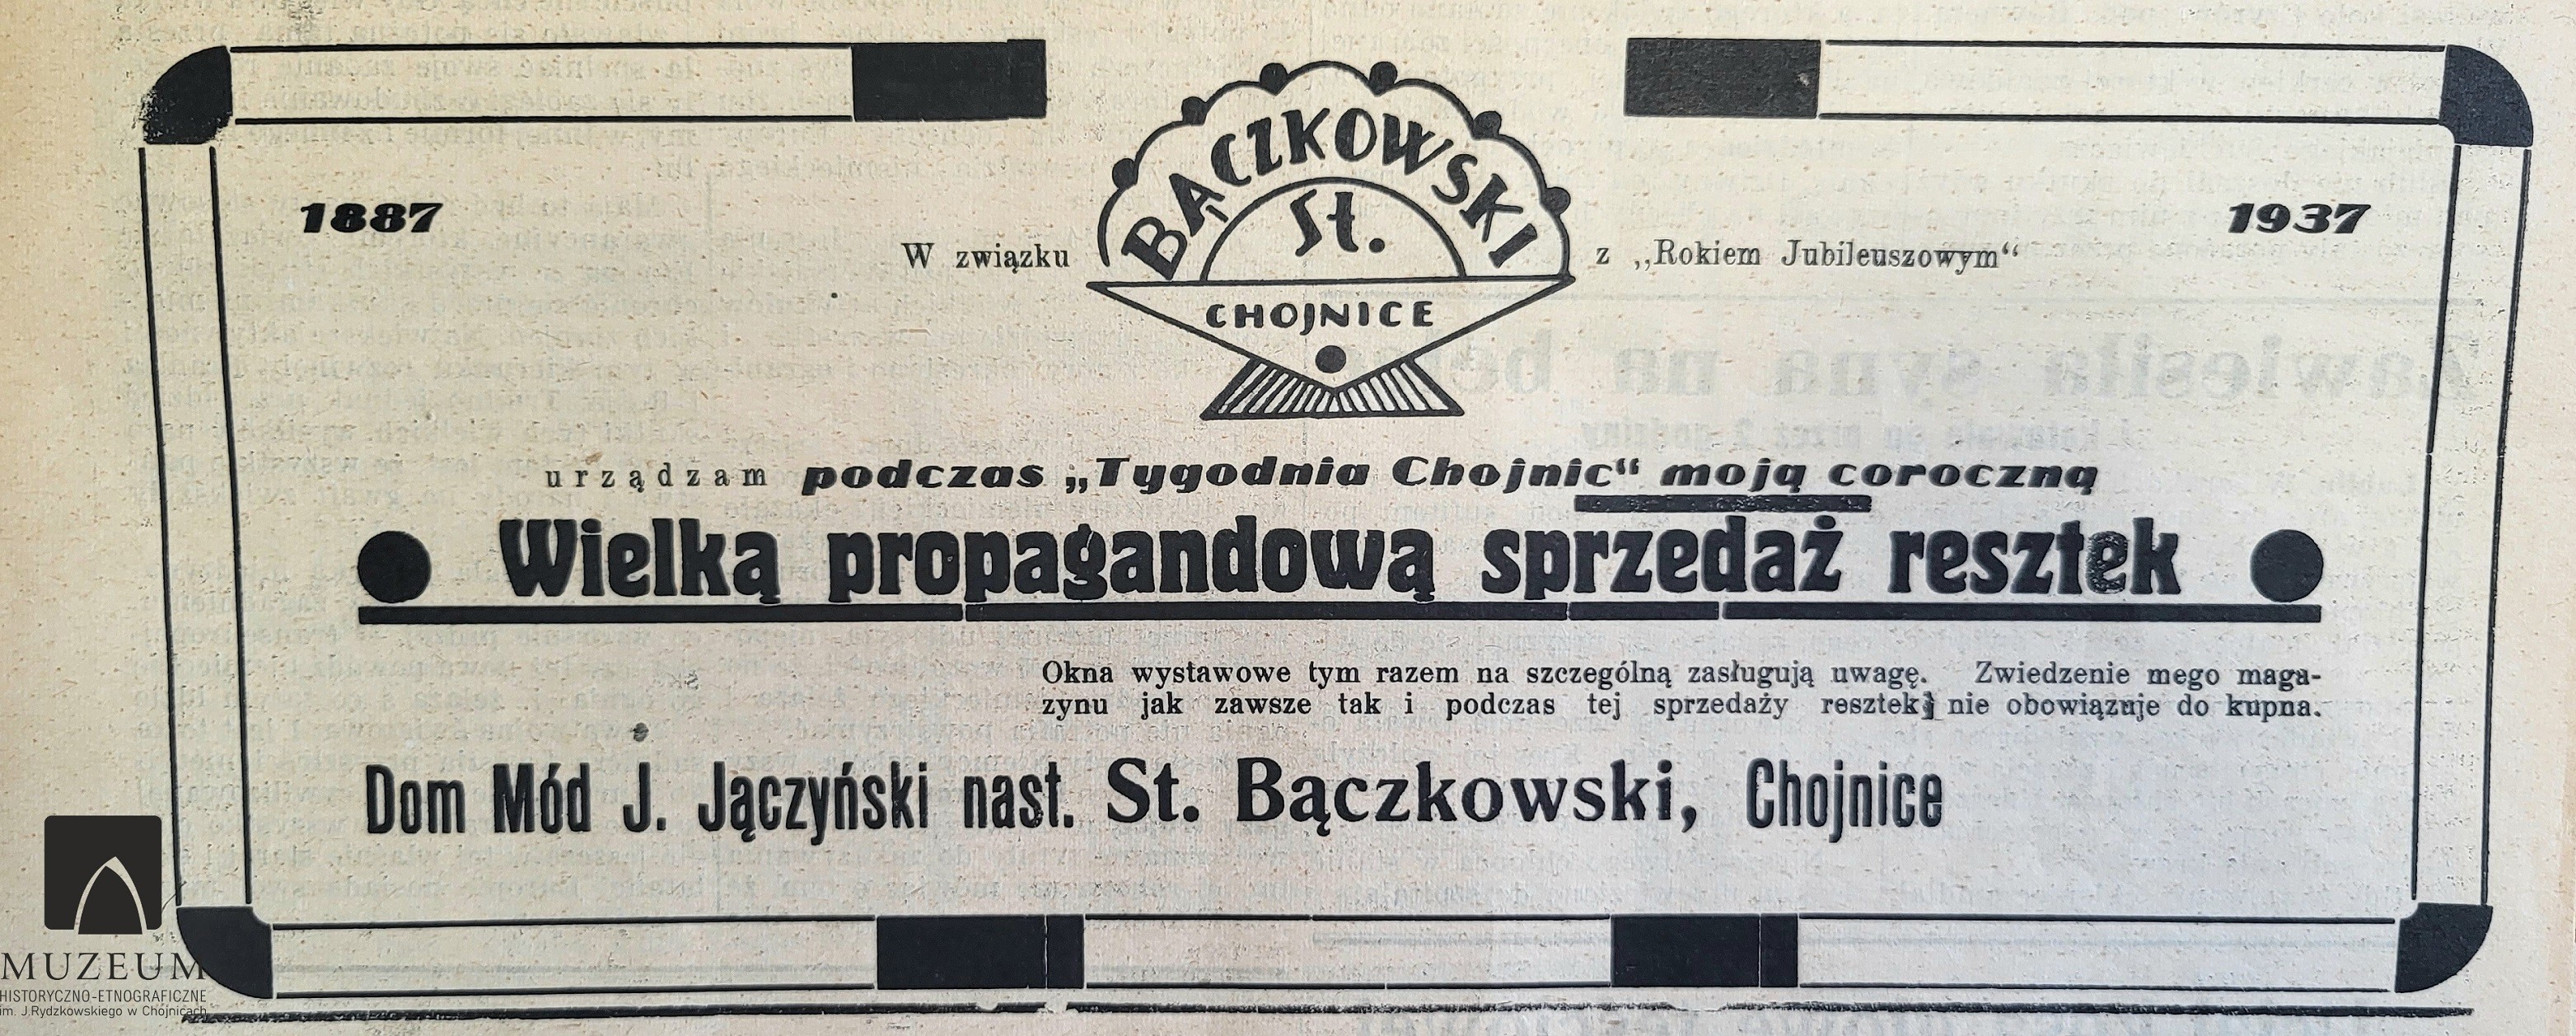 1887
1937
BĄCZKOWSKI
St.
CHOJNICE
W związku z „Rokiem Jubileuszowym“
urządzam podczas „Tygodnia Chojnic“ moją coroczną
Wielką propagandową sprzedaż resztek
Okna wystawowe tym razem na szczególną zasługują uwagę. Zwiedzenie mego maga-
zynu jak zawsze tak i podczas tej sprzedaży resztek nie obowiązuje do kupna.
Dom Mód J. Jączyński nast. St. Bączkowski, Chojnice
MUZEUM
HISTORYCZNO-ETNOGRAFICZNE
im. J.Rydzkowskiego w Chojnicach